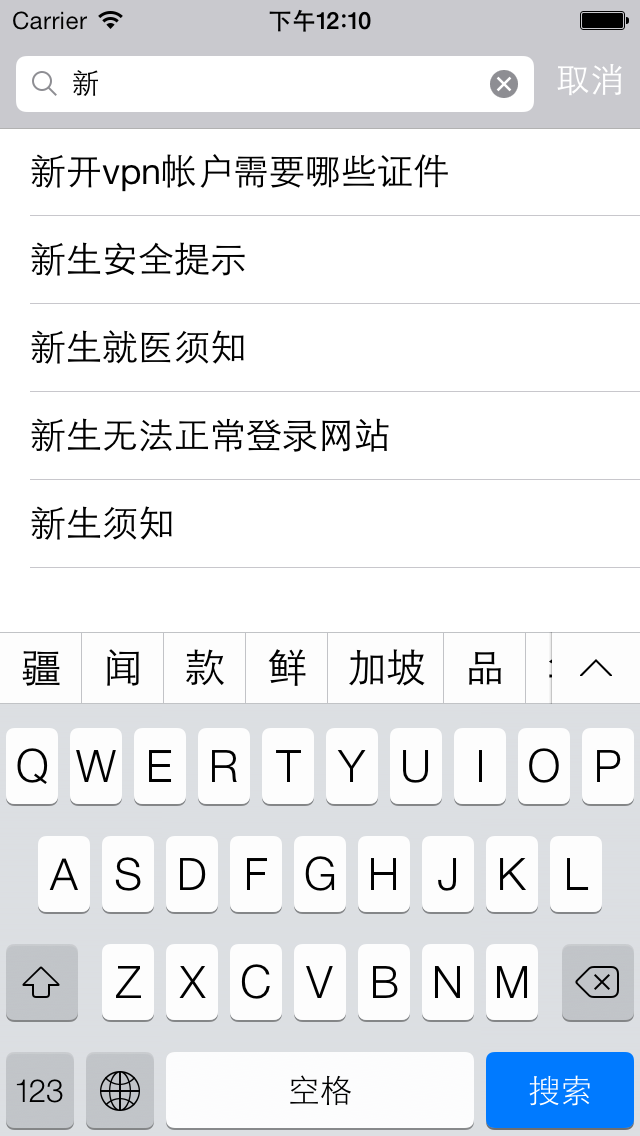 Carrier 下午12:10
新 取消
新开vpn帐户需要哪些证件
新生安全提示
新生就医须知
新生无法正常登录网站
新生须知
疆 闻 款 鲜 加坡 品
Q W E R T Y U I O P
A S D F G H J K L
Z X C V B N M
123 空格 搜索